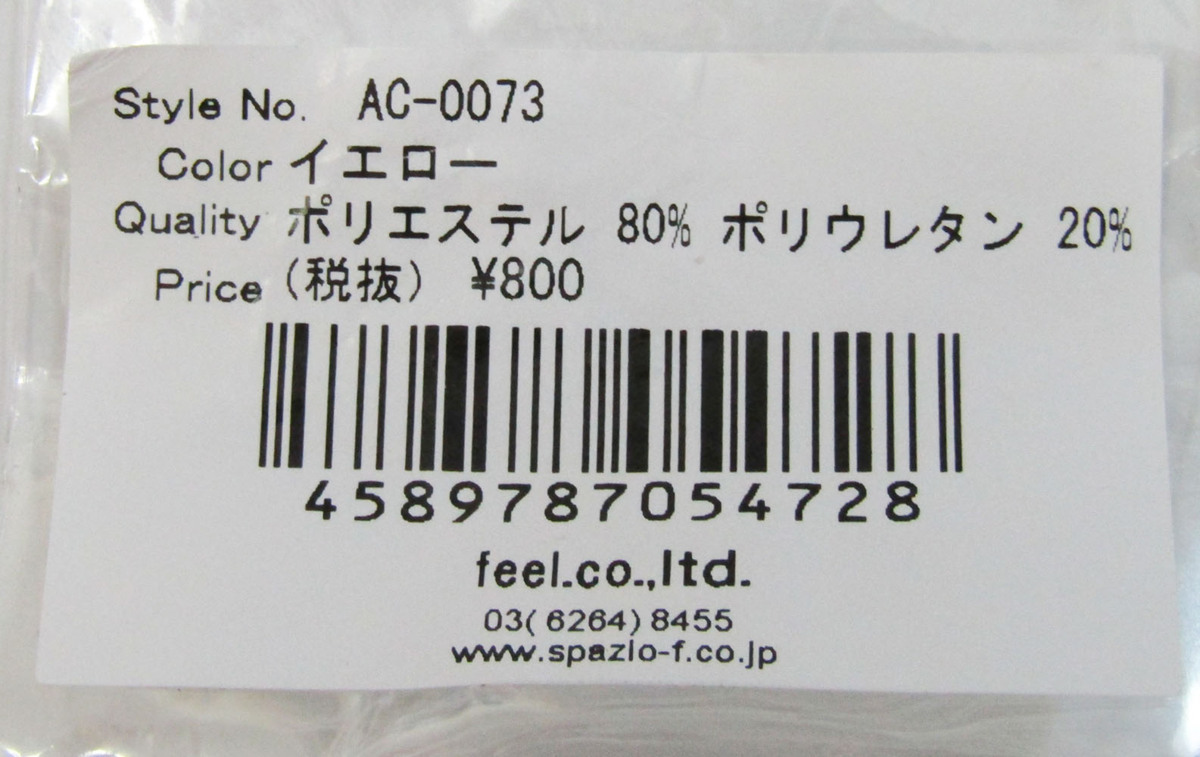 Style No. AC-0073
Color イエロー
Quality ポリエステル 80% ポリウレタン 20%
Price (税抜) ¥800
4589787054728
feel.co.,ltd.
03(6264)8455
www.spazio-f.co.jp